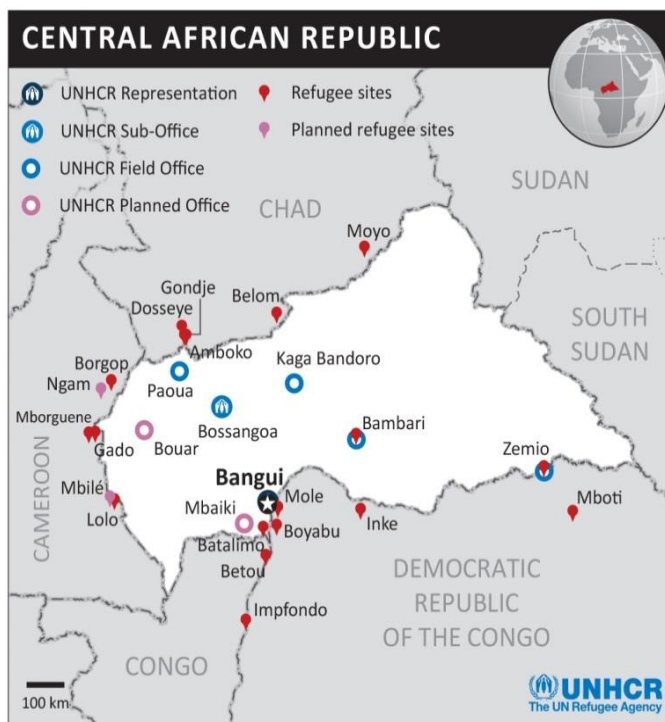 CENTRAL AFRICAN REPUBLIC
UNHCR Representation
UNHCR Sub-Office
UNHCR Field Office
UNHCR Planned Office
Refugee sites
Planned refugee sites
SUDAN
CHAD
Moyo
Gondje
Dosseye
Belom
SOUTH
SUDAN
Amboko
Kaga Bandoro
Borgop
Ngam
Paoua
Mborguene
Gado
Bouar
Bossangoa
Bambari
CAMEROON
Zemio
Bangui
Mbilé
Mbaiki
Mole
Mboti
Lolo
Boyabu
Inke
Batalimo
Betou
DEMOCRATIC
REPUBLIC
OF THE CONGO
Impfondo
CONGO
100 km
UNHCR
The UN Refugee Agency